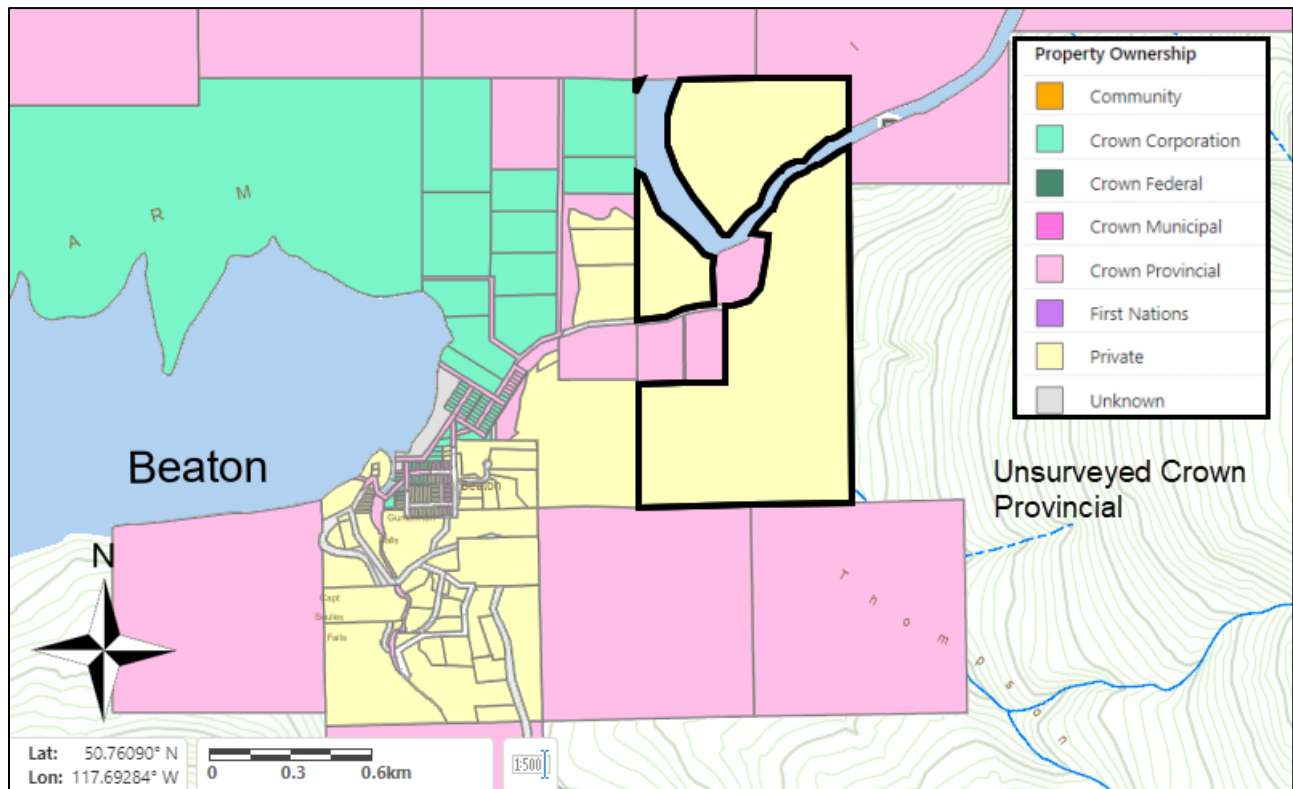 I
Property Ownership
Community
Crown Corporation
Crown Federal
Crown Municipal
Crown Provincial
First Nations
Private
Unknown
A R M
Beaton
Beaton
Unsurveyed Crown
Provincial
Falls
N
Capt
Soules
Falls
Thompson
Lat: 50.76090° N
Lon: 117.69284° W
0 0.3 0.6km
1:500